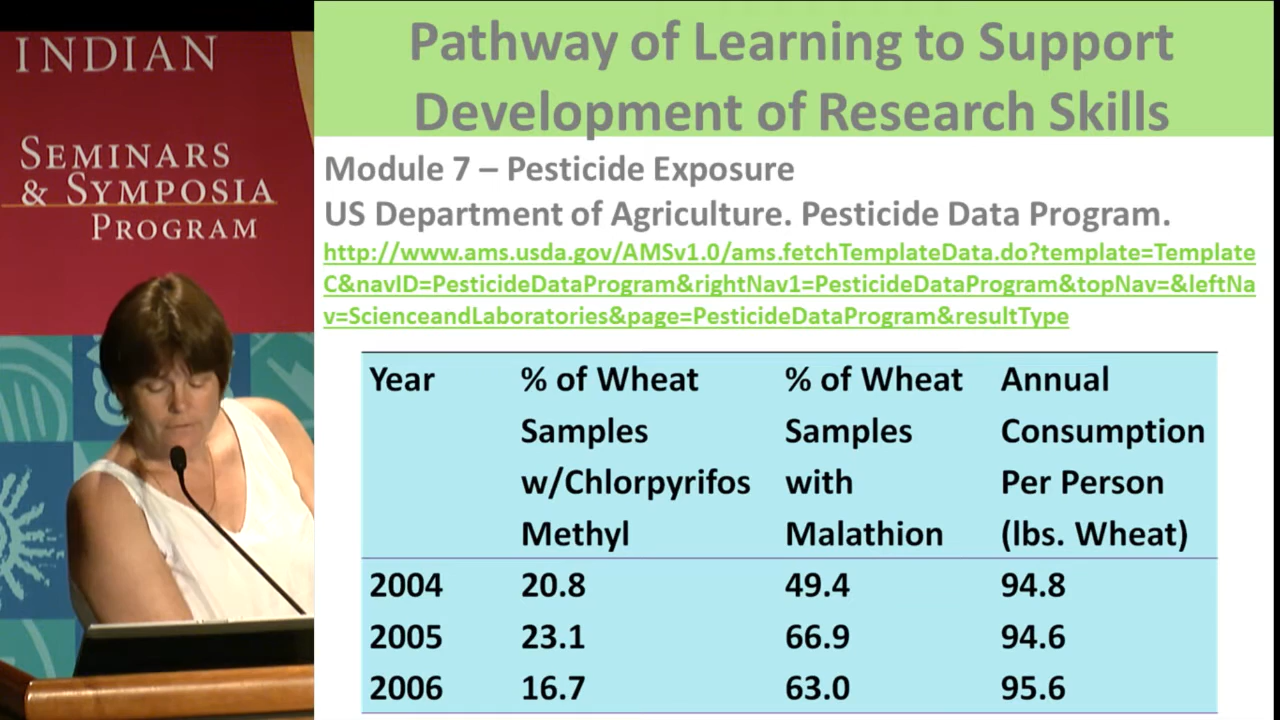 INDIAN
SEMINARS
& SYMPOSIA
PROGRAM
Pathway of Learning to Support
Development of Research Skills
Module 7 – Pesticide Exposure
US Department of Agriculture. Pesticide Data Program.
http://www.ams.usda.gov/AMSv1.0/ams.fetchTemplateData.do?template=Template
C&navID=PesticideDataProgram&rightNav1=PesticideDataProgram&topNav=&leftNa
v=ScienceandLaboratories&page=PesticideDataProgram&resultType
Year % of Wheat % of Wheat Annual
Samples Samples Consumption
w/Chlorpyrifos with Per Person
Methyl Malathion (lbs. Wheat)
2004 20.8 49.4 94.8
2005 23.1 66.9 94.6
2006 16.7 63.0 95.6